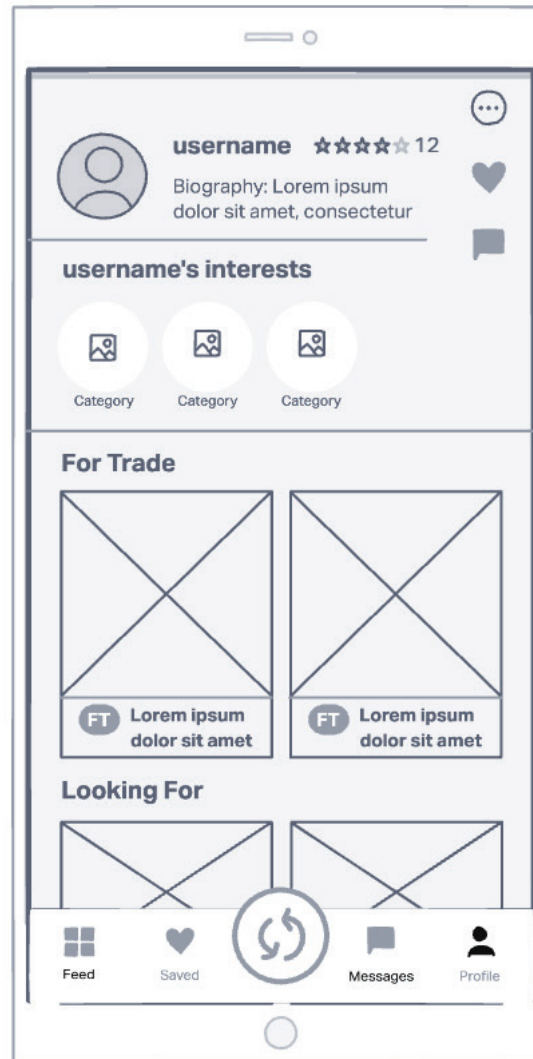 username 12
Biography: Lorem ipsum
dolor sit amet, consectetur
username's interests
Category Category Category
For Trade
FT Lorem ipsum
dolor sit amet
FT Lorem ipsum
dolor sit amet
Looking For
Feed Saved Messages Profile